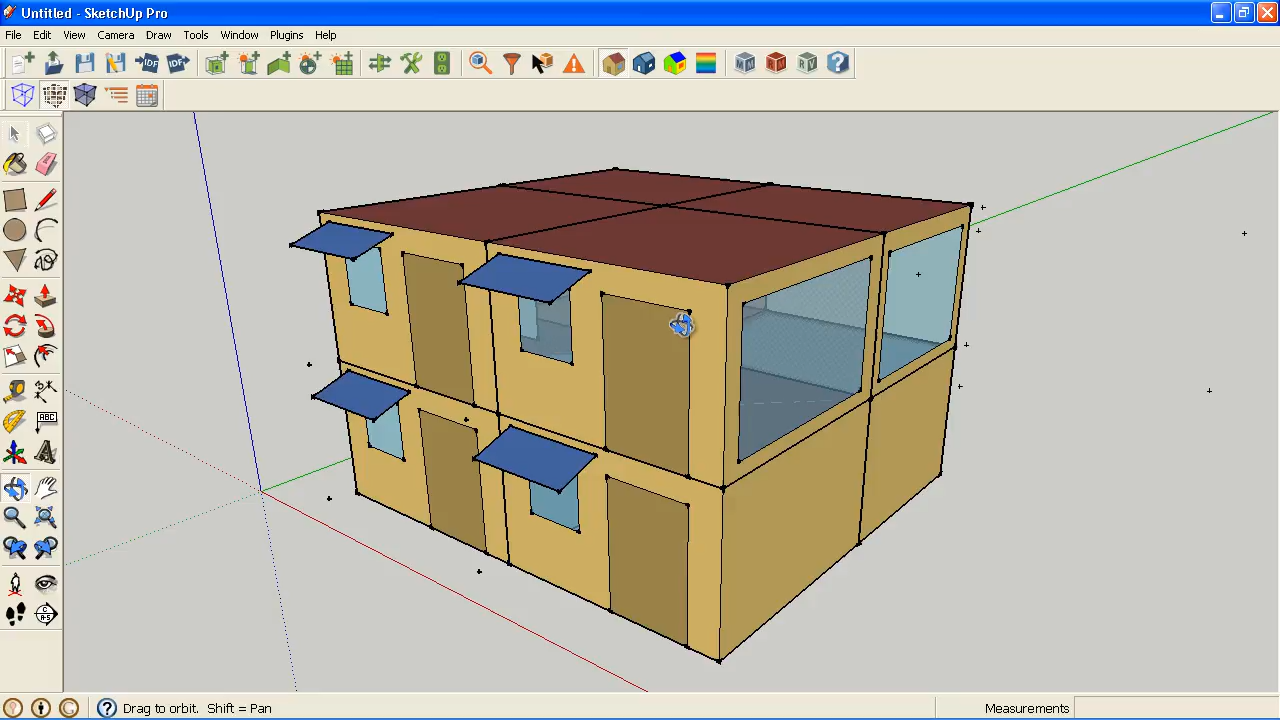 Untitled - SketchUp Pro
File Edit View Camera Draw Tools Window Plugins Help
IDF IDF
ABC
A
C
A-5
Drag to orbit. Shift = Pan
Measurements